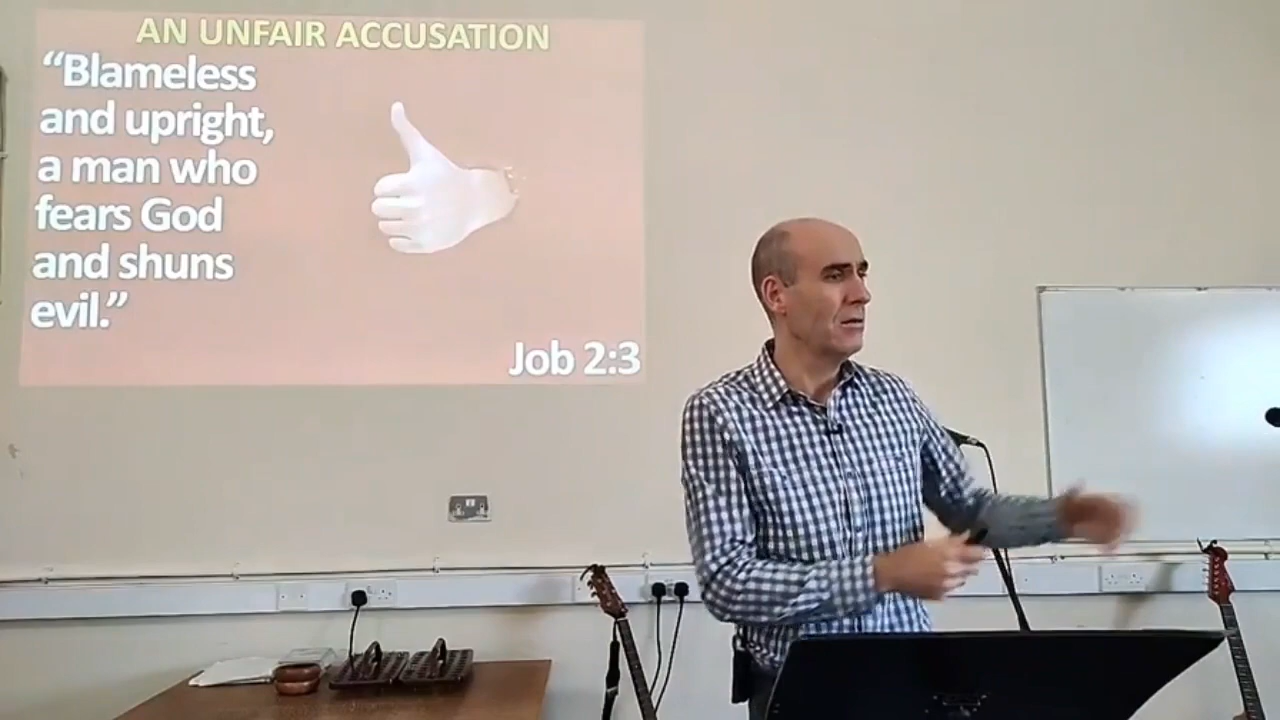 AN UNFAIR ACCUSATION
“Blameless
and upright,
a man who
fears God
and shuns
evil.”
Job 2:3